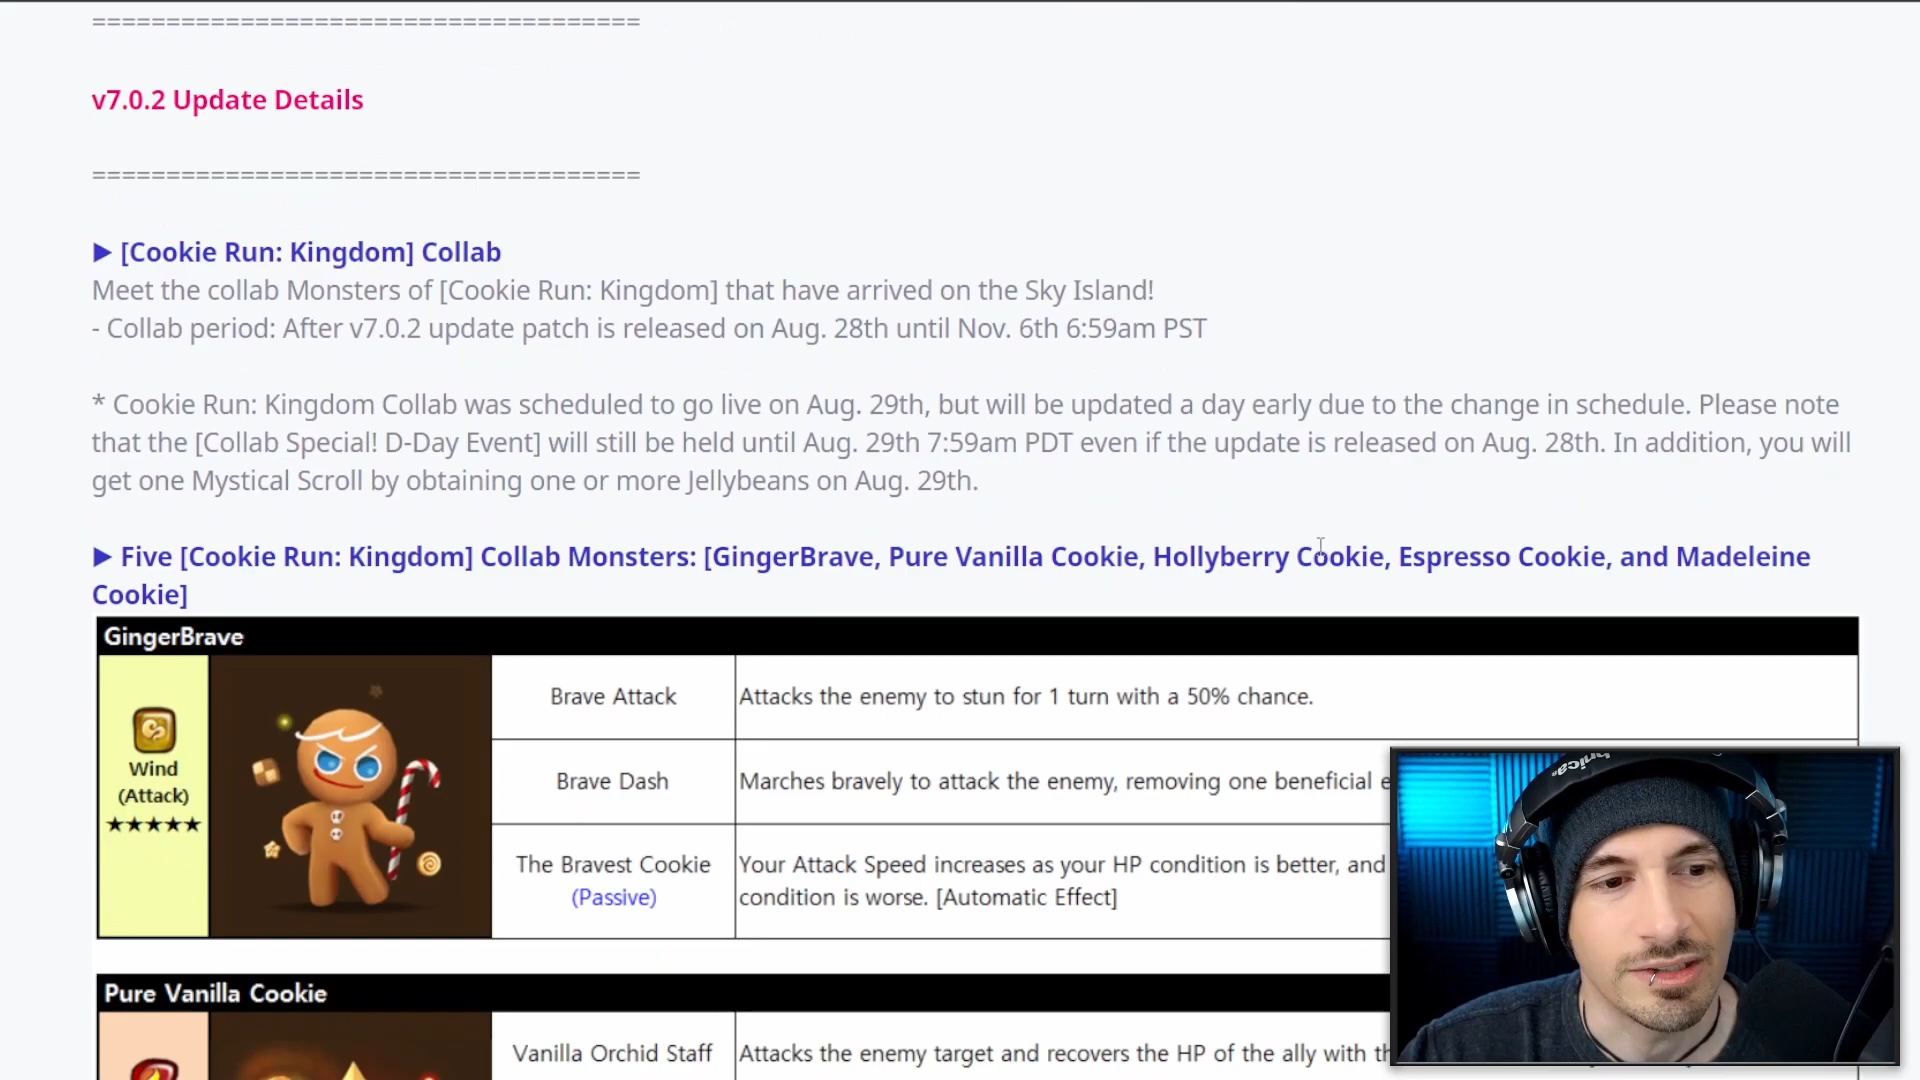 =====================================
v7.0.2 Update Details
=====================================
▶ [Cookie Run: Kingdom] Collab
Meet the collab Monsters of [Cookie Run: Kingdom] that have arrived on the Sky Island!
- Collab period: After v7.0.2 update patch is released on Aug. 28th until Nov. 6th 6:59am PST
* Cookie Run: Kingdom Collab was scheduled to go live on Aug. 29th, but will be updated a day early due to the change in schedule. Please note
that the [Collab Special! D-Day Event] will still be held until Aug. 29th 7:59am PDT even if the update is released on Aug. 28th. In addition, you will
get one Mystical Scroll by obtaining one or more Jellybeans on Aug. 29th.
▶ Five [Cookie Run: Kingdom] Collab Monsters: [GingerBrave, Pure Vanilla Cookie, Hollyberry Cookie, Espresso Cookie, and Madeleine
Cookie]
GingerBrave
Wind
(Attack)
★★★★★
Brave Attack
Attacks the enemy to stun for 1 turn with a 50% chance.
Brave Dash
Marches bravely to attack the enemy, removing one beneficial
The Bravest Cookie
(Passive)
Your Attack Speed increases as your HP condition is better, and
condition is worse. [Automatic Effect]
Pure Vanilla Cookie
Vanilla Orchid Staff
Attacks the enemy target and recovers the HP of the ally with